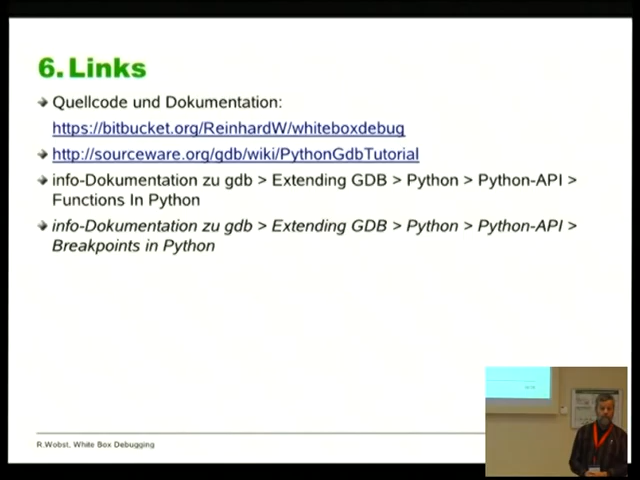 6. Links
Quellcode und Dokumentation:
https://bitbucket.org/ReinhardW/whiteboxdebug
http://sourceware.org/gdb/wiki/PythonGdbTutorial
info-Dokumentation zu gdb > Extending GDB > Python > Python-API >
Functions In Python
info-Dokumentation zu gdb > Extending GDB > Python > Python-API >
Breakpoints in Python
R.Wobst, White Box Debugging